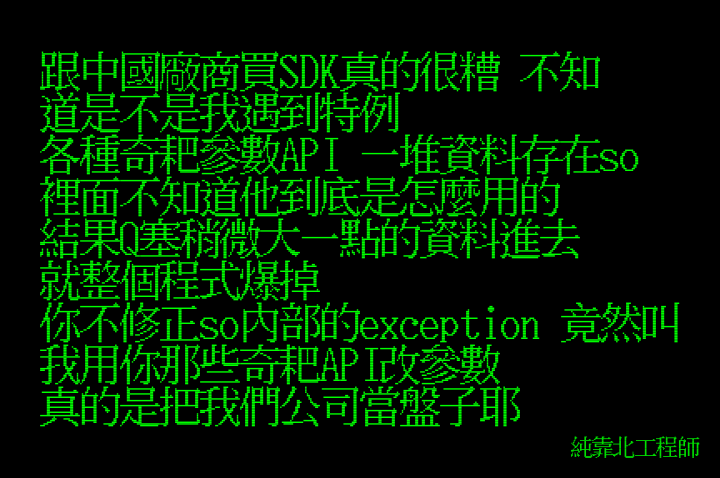 跟中國廠商買SDK真的很糟 不知
道是不是我遇到特例
各種奇耙參數API 一堆資料存在so
裡面不知道他到底是怎麼用的
結果Q塞稍微大一點的資料進去
就整個程式爆掉
你不修正so內部的exception 竟然叫
我用你那些奇耙API改參數
真的是把我們公司當盤子耶
純靠北工程師